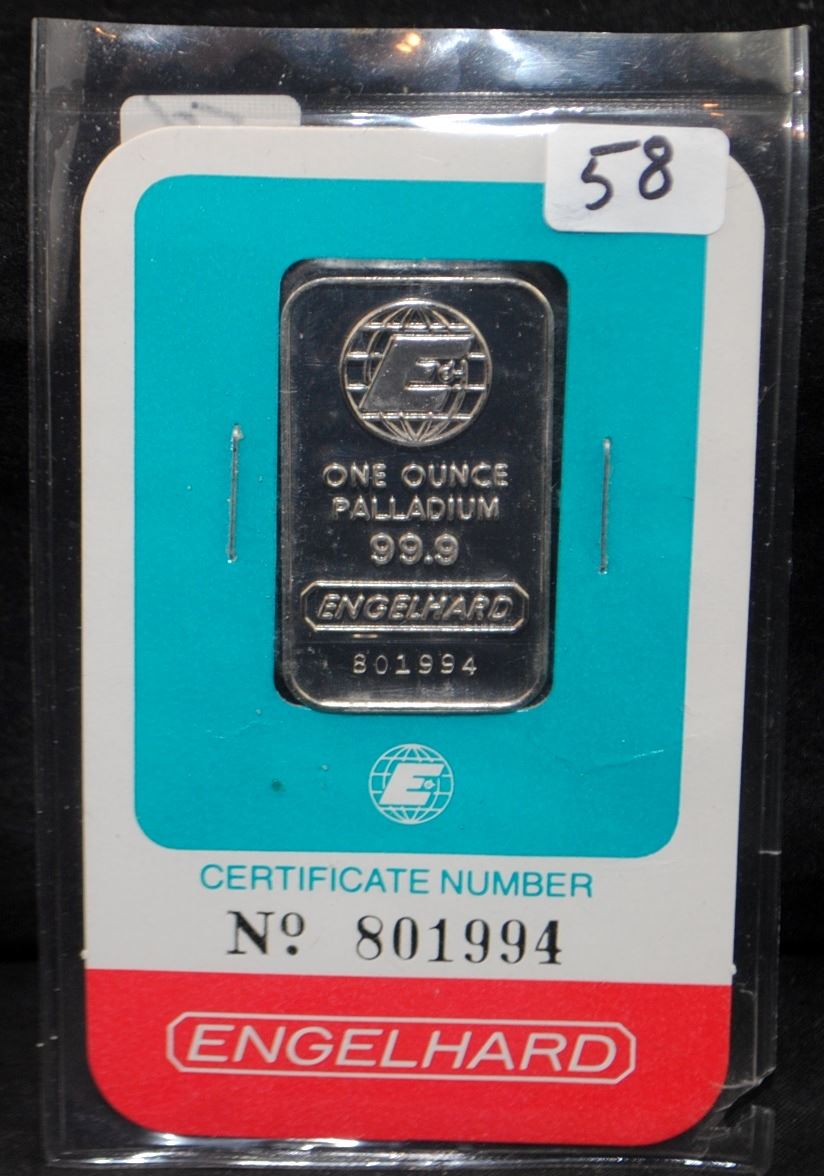 58
E
ONE OUNCE
PALLADIUM
99.9
ENGELHARD
801994
E
CERTIFICATE NUMBER
Nº 801994
ENGELHARD